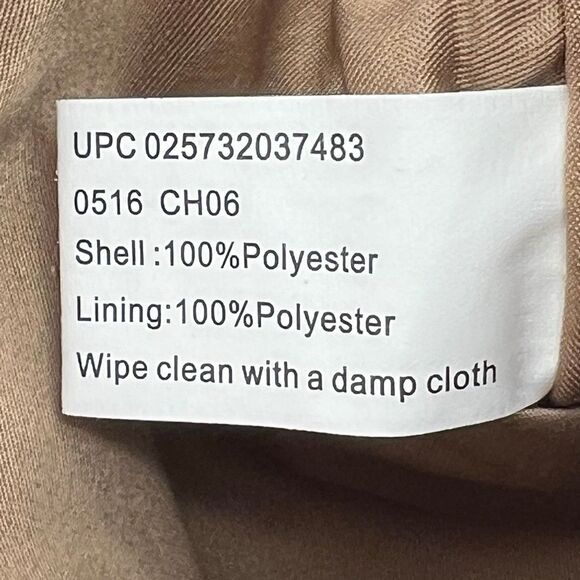 UPC 025732037483
0516 CH06
Shell :100%Polyester
Lining:100%Polyester
Wipe clean with a damp cloth